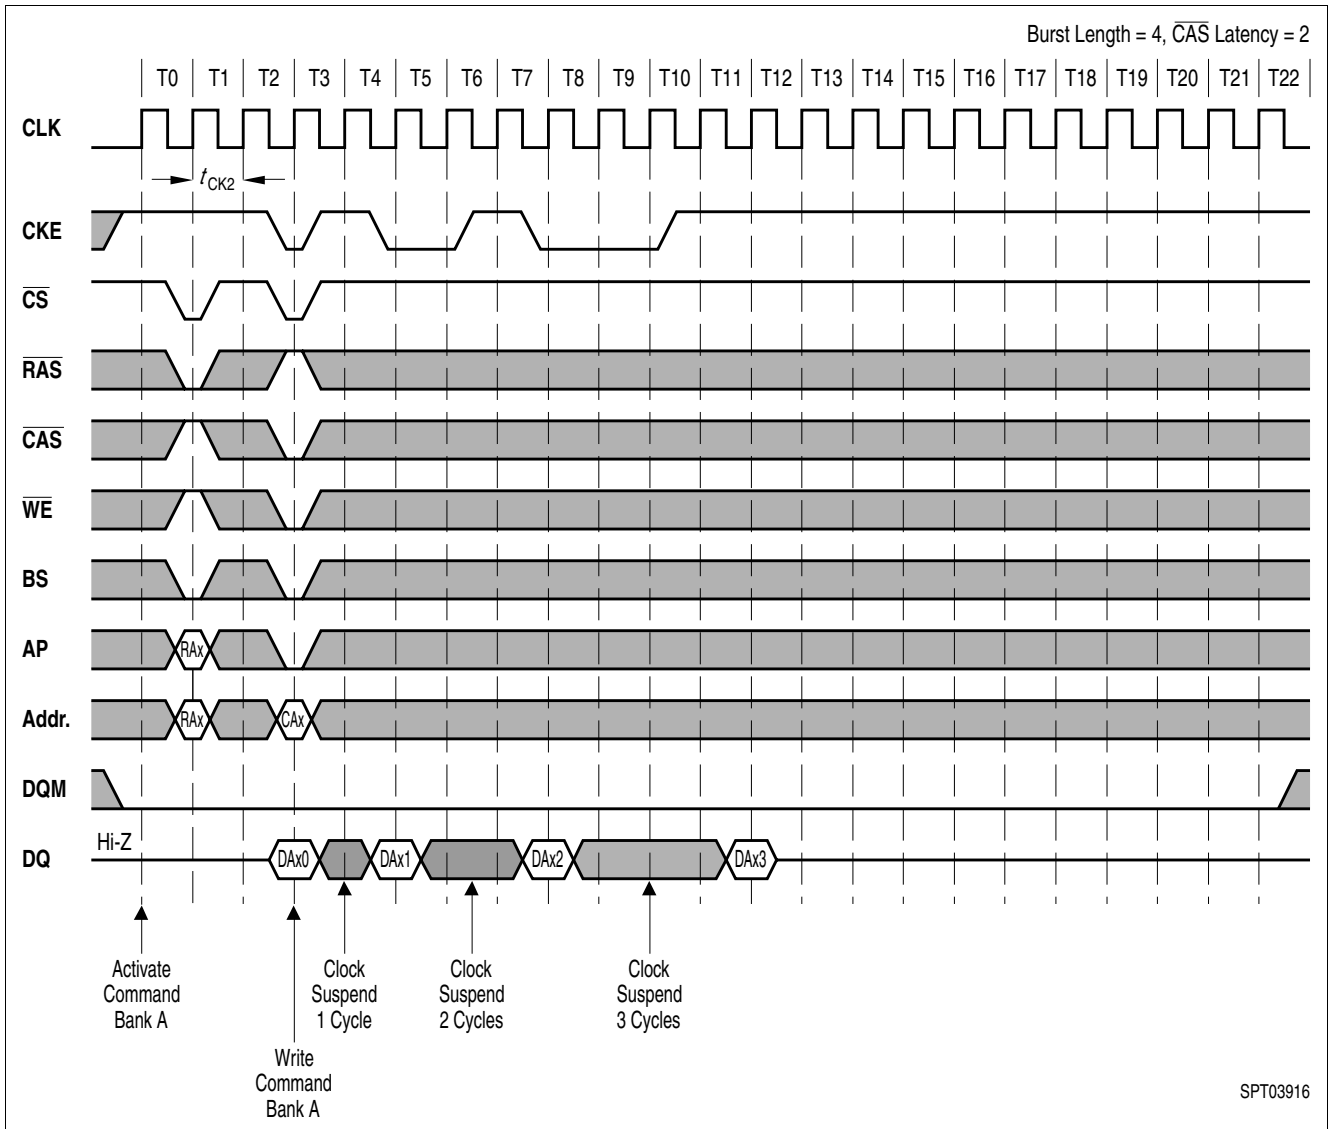 Burst Length = 4, CAS Latency = 2
T0 T1 T2 T3 T4 T5 T6 T7 T8 T9 T10 T11 T12 T13 T14 T15 T16 T17 T18 T19 T20 T21 T22
CLK
t CK2
CKE
CS
RAS
CAS
WE
BS
AP RAx
Addr. RAx CAx
DQM
Hi-Z
DQ DAx0 DAx1 DAx2 DAx3
Activate
Command
Bank A
Write
Command
Bank A
Clock
Suspend
1 Cycle
Clock
Suspend
2 Cycles
Clock
Suspend
3 Cycles
SPT03916